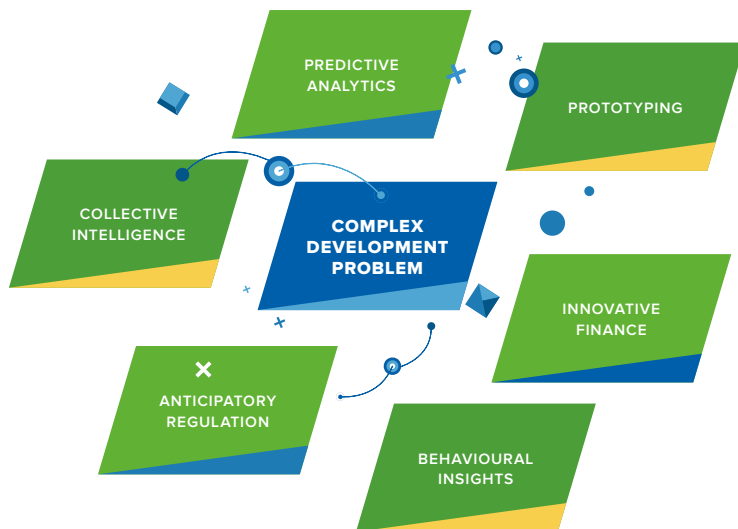 PREDICTIVE
ANALYTICS
PROTOTYPING
COLLECTIVE
INTELLIGENCE
COMPLEX
DEVELOPMENT
PROBLEM
INNOVATIVE
FINANCE
ANTICIPATORY
REGULATION
BEHAVIOURAL
INSIGHTS